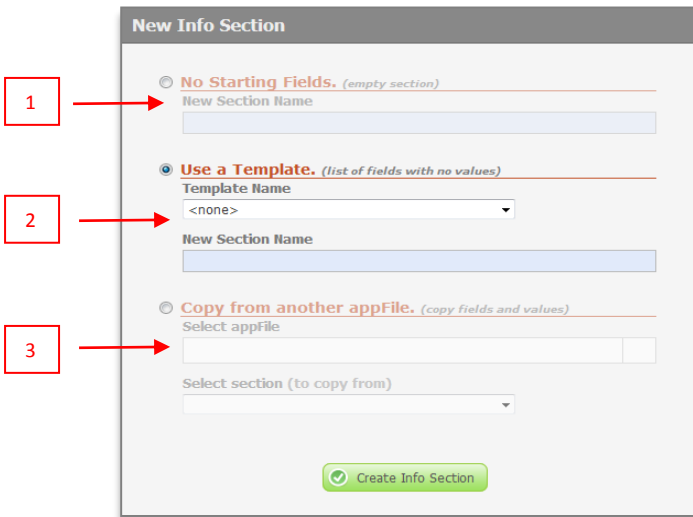 New Info Section
No Starting Fields. (empty section)
1
New Section Name
Use a Template. (list of fields with no values)
Template Name
2
<none>
New Section Name
Copy from another appFile. (copy fields and values)
Select appFile
3
Select section (to copy from)
Create Info Section